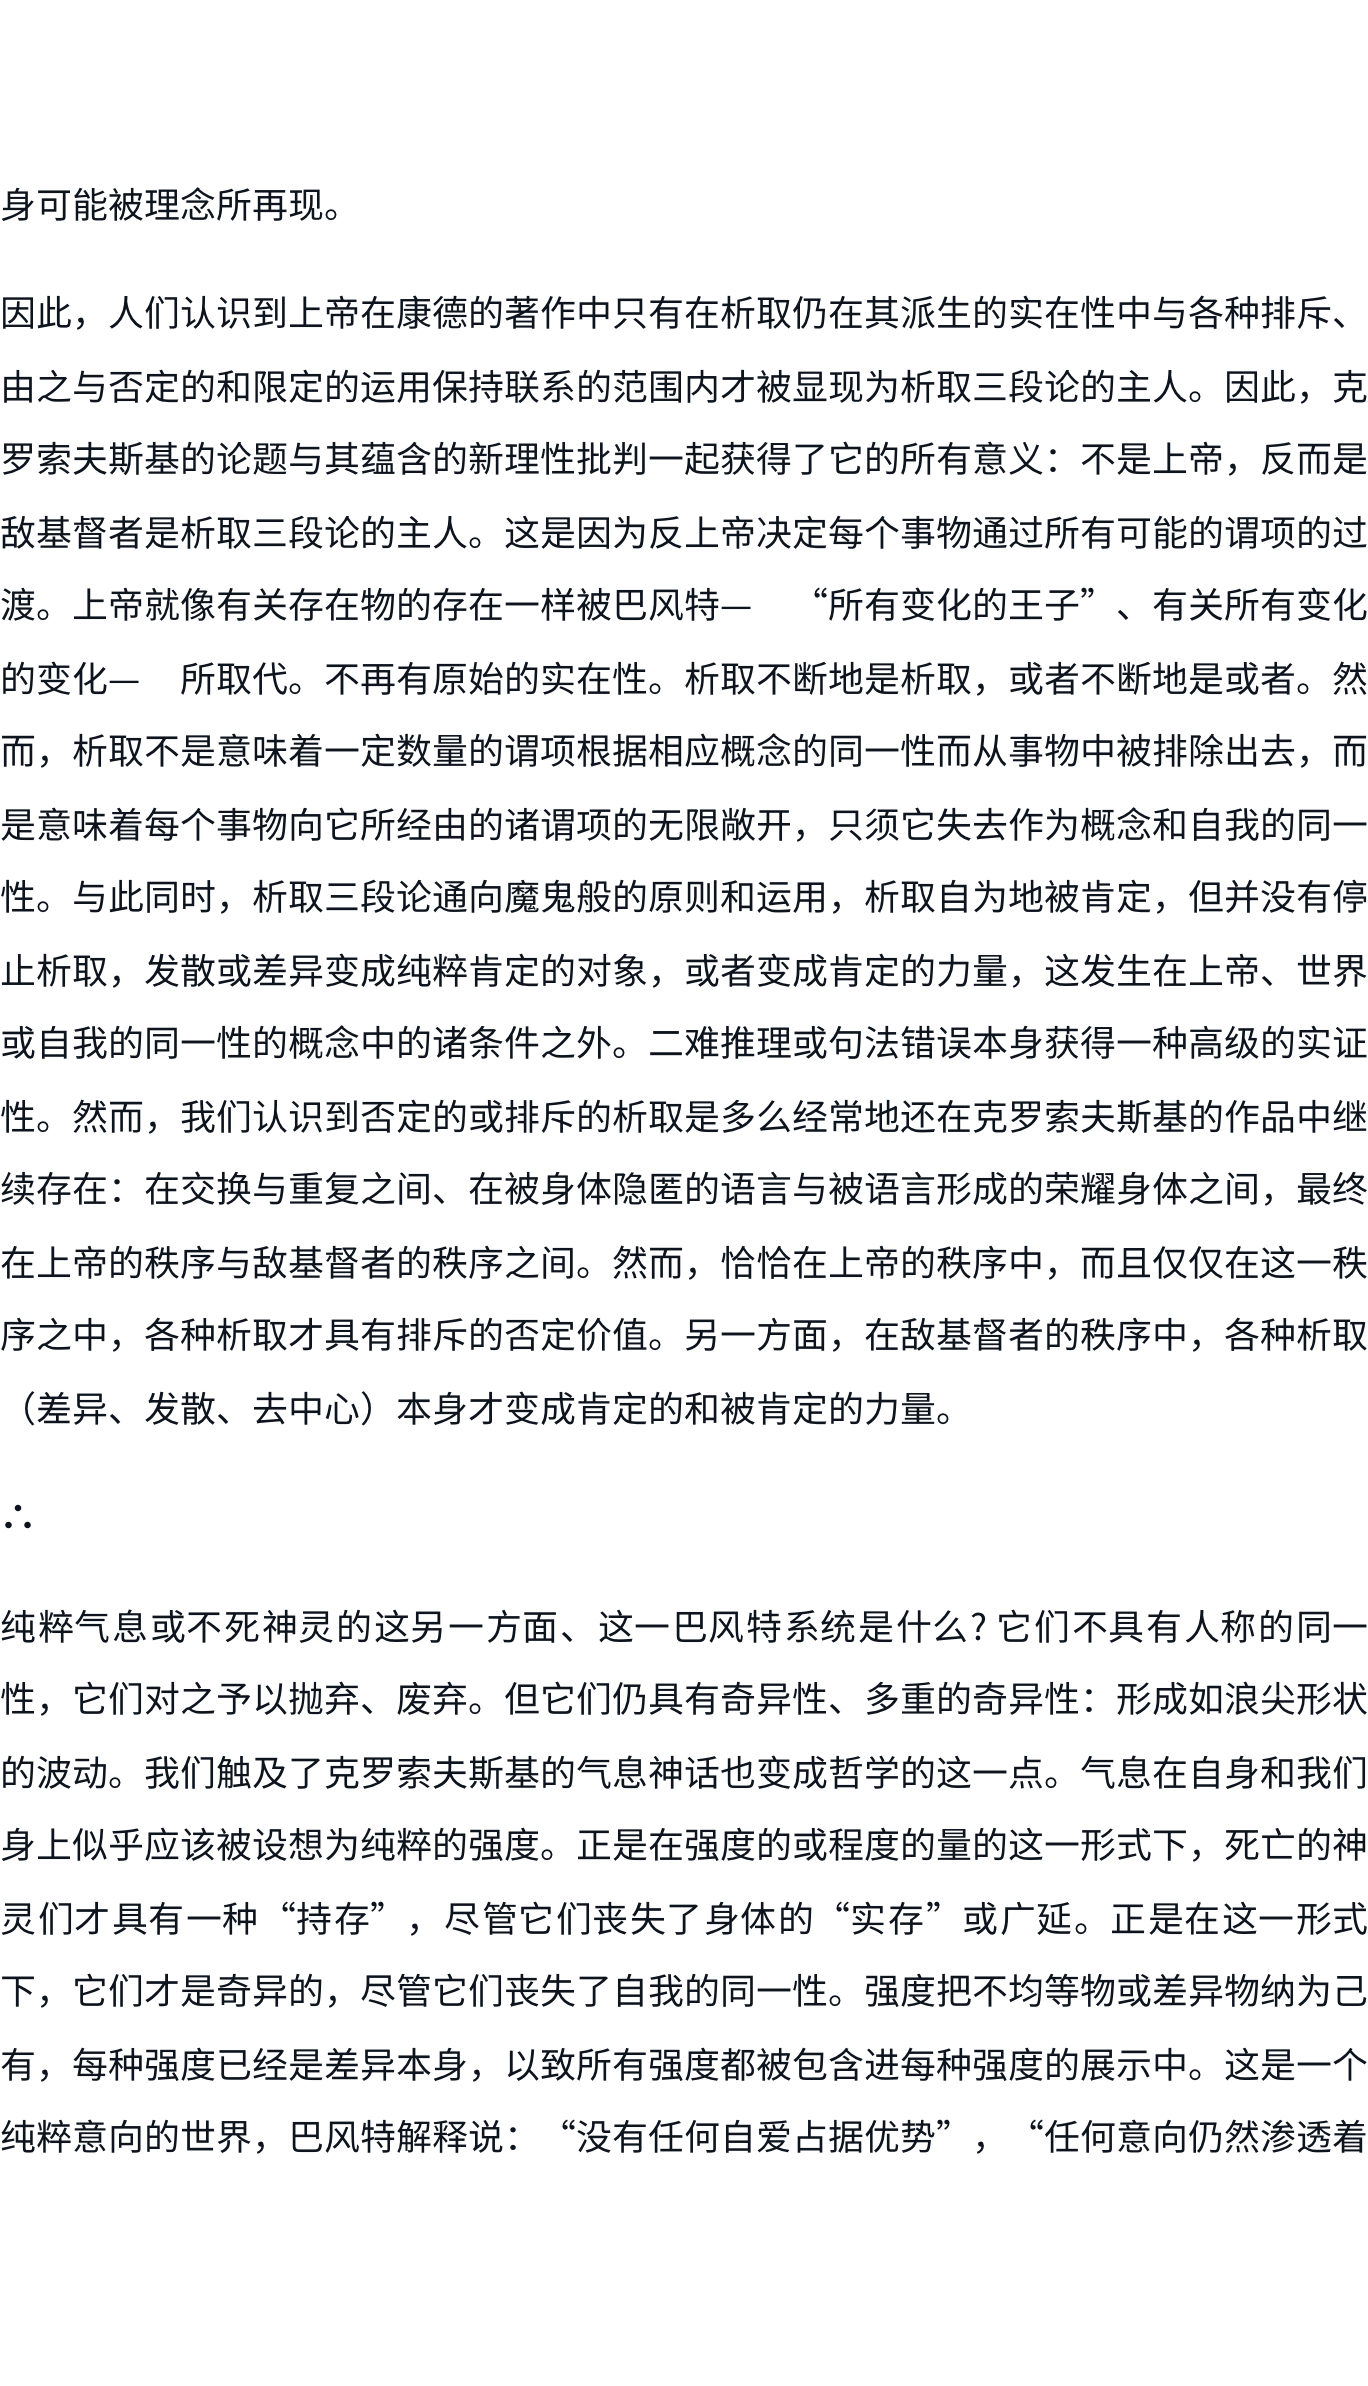 身可能被理念所再现。
因此，人们认识到上帝在康德的著作中只有在析取仍在其派生的实在性中与各种排斥、
由之与否定的和限定的运用保持联系的范围内才被显现为析取三段论的主人。因此，克
罗索夫斯基的论题与其蕴含的新理性批判一起获得了它的所有意义：不是上帝，反而是
敌基督者是析取三段论的主人。这是因为反上帝决定每个事物通过所有可能的谓项的过
渡。上帝就像有关存在物的存在一样被巴风特—　“所有变化的王子”、有关所有变化
的变化—　所取代。不再有原始的实在性。析取不断地是析取，或者不断地是或者。然
而，析取不是意味着一定数量的谓项根据相应概念的同一性而从事物中被排除出去，而
是意味着每个事物向它所经由的诸谓项的无限敞开，只须它失去作为概念和自我的同一
性。与此同时，析取三段论通向魔鬼般的原则和运用，析取自为地被肯定，但并没有停
止析取，发散或差异变成纯粹肯定的对象，或者变成肯定的力量，这发生在上帝、世界
或自我的同一性的概念中的诸条件之外。二难推理或句法错误本身获得一种高级的实证
性。然而，我们认识到否定的或排斥的析取是多么经常地还在克罗索夫斯基的作品中继
续存在：在交换与重复之间、在被身体隐匿的语言与被语言形成的荣耀身体之间，最终
在上帝的秩序与敌基督者的秩序之间。然而，恰恰在上帝的秩序中，而且仅仅在这一秩
序之中，各种析取才具有排斥的否定价值。另一方面，在敌基督者的秩序中，各种析取
（差异、发散、去中心）本身才变成肯定的和被肯定的力量。
∴
纯粹气息或不死神灵的这另一方面、这一巴风特系统是什么? 它们不具有人称的同一
性，它们对之予以抛弃、废弃。但它们仍具有奇异性、多重的奇异性：形成如浪尖形状
的波动。我们触及了克罗索夫斯基的气息神话也变成哲学的这一点。气息在自身和我们
身上似乎应该被设想为纯粹的强度。正是在强度的或程度的量的这一形式下，死亡的神
灵们才具有一种“持存”，尽管它们丧失了身体的“实存”或广延。正是在这一形式
下，它们才是奇异的，尽管它们丧失了自我的同一性。强度把不均等物或差异物纳为己
有，每种强度已经是差异本身，以致所有强度都被包含进每种强度的展示中。这是一个
纯粹意向的世界，巴风特解释说：“没有任何自爱占据优势”，“任何意向仍然渗透着